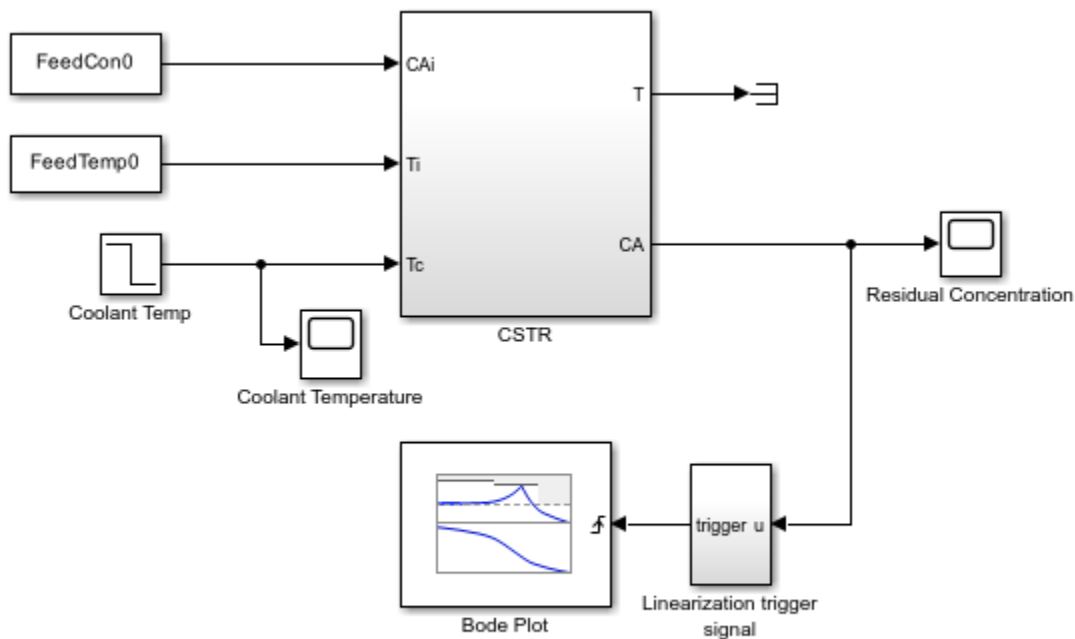 FeedCon0
CAi
T
FeedTemp0
Ti
CA
Tc
Coolant Temp
Residual Concentration
CSTR
Coolant Temperature
trigger u
Linearization trigger
signal
Bode Plot